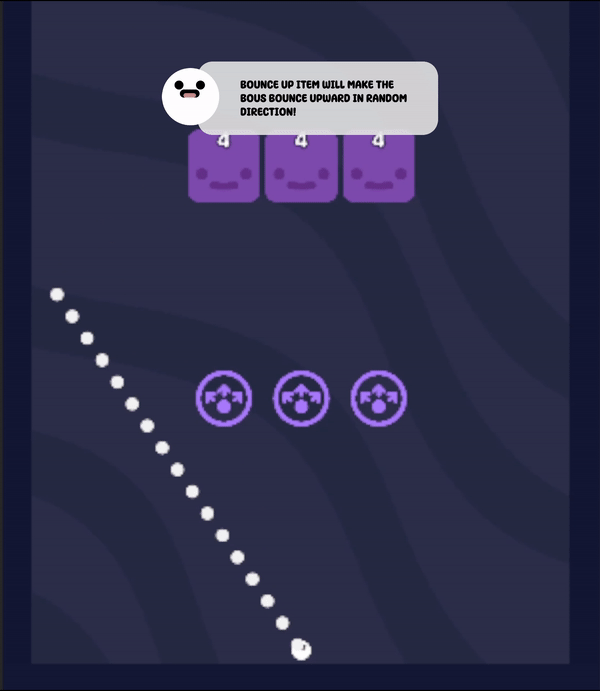 BOUNCE UP ITEM WILL MAKE THE
BOUS BOUNCE UPWARD IN RANDOM
DIRECTION!
4 4 4